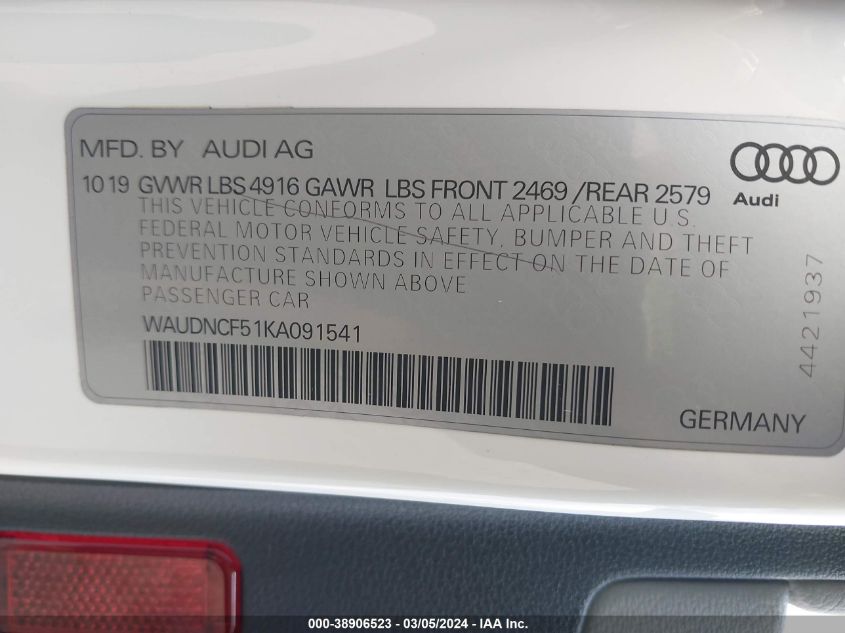 MFD. BY AUDI AG
10 19 GVWR LBS 4916 GAWR LBS FRONT 2469 /REAR 2579
Audi
THIS VEHICLE CONFORMS TO ALL APPLICABLE U.S.
FEDERAL MOTOR VEHICLE SAFETY, BUMPER AND THEFT
PREVENTION STANDARDS IN EFFECT ON THE DATE OF
MANUFACTURE SHOWN ABOVE
PASSENGER CAR
WAUDNCF51KA091541
4421937
GERMANY
000-38906523 - 03/05/2024 - IAA Inc.